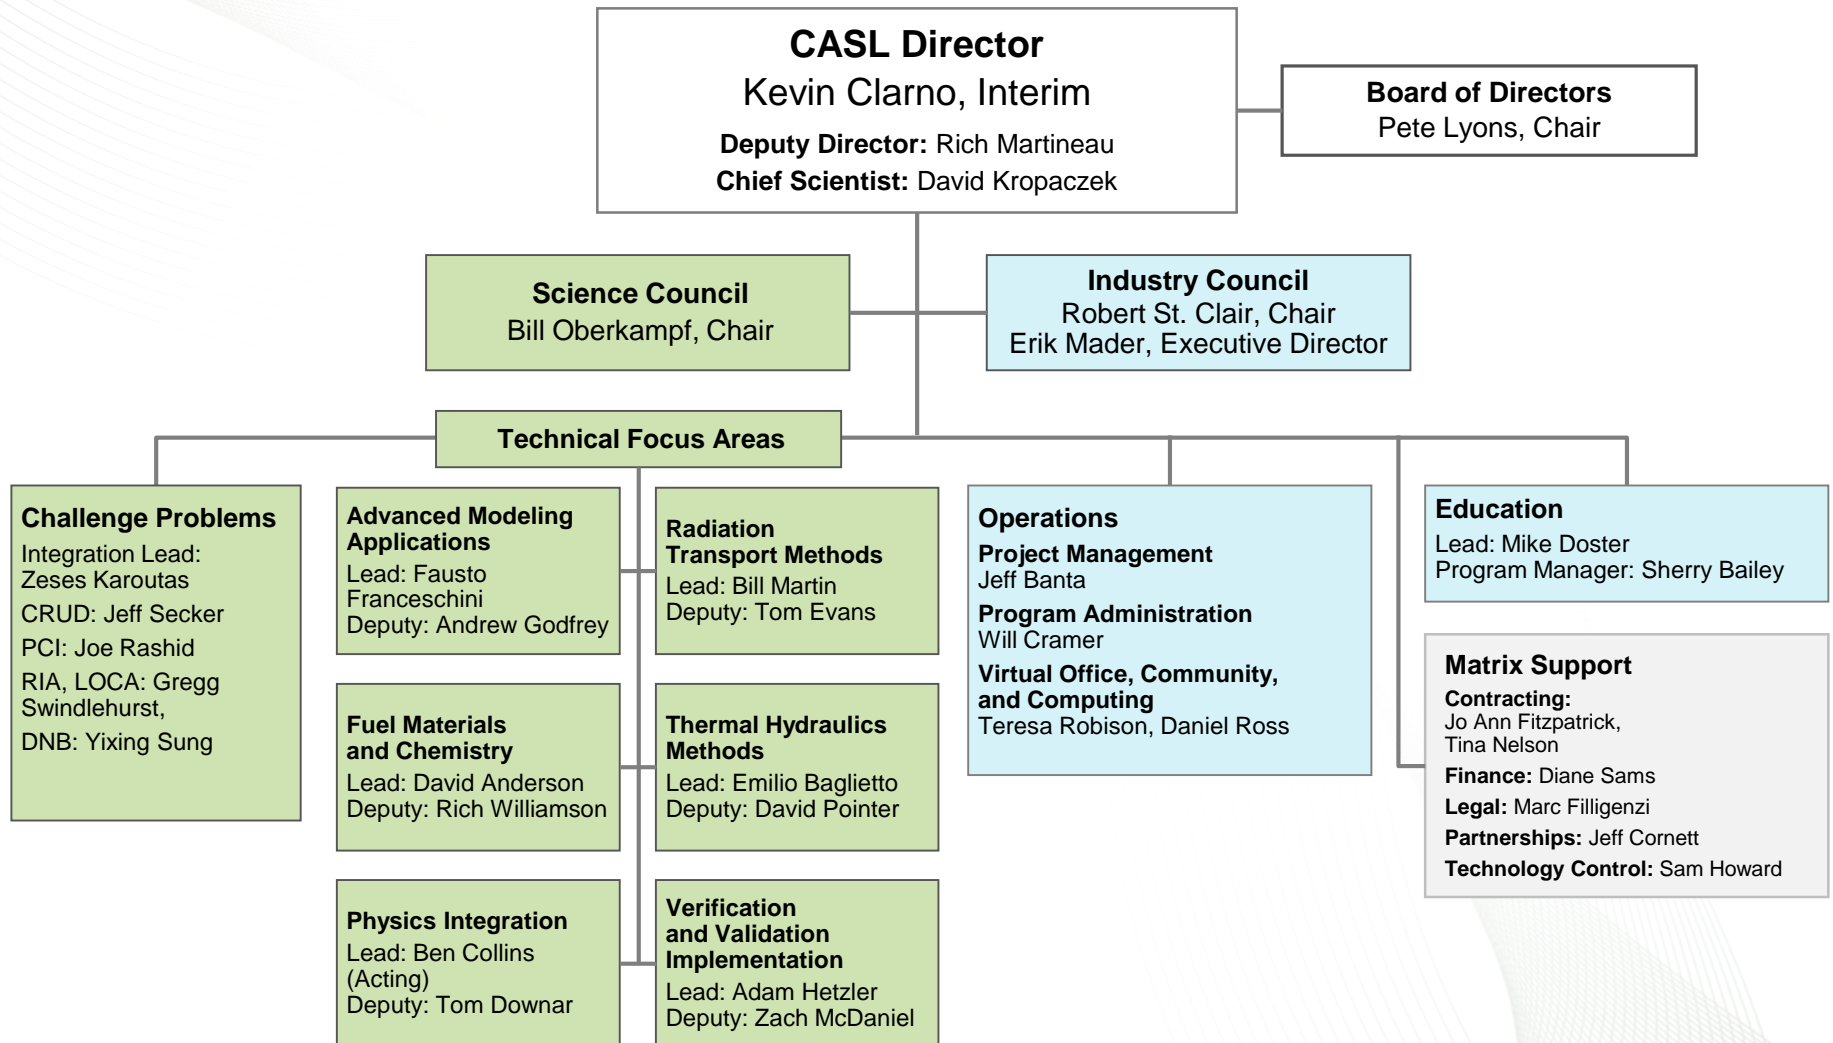 CASL Director
Kevin Clarno, Interim
Deputy Director: Rich Martineau
Chief Scientist: David Kropaczek
Board of Directors
Pete Lyons, Chair
Science Council
Bill Oberkampf, Chair
Industry Council
Robert St. Clair, Chair
Erik Mader, Executive Director
Technical Focus Areas
Challenge Problems
Integration Lead:
Zeses Karoutas
CRUD: Jeff Secker
PCI: Joe Rashid
RIA, LOCA: Gregg
Swindlehurst,
DNB: Yixing Sung
Advanced Modeling
Applications
Lead: Fausto
Franceschini
Deputy: Andrew Godfrey
Radiation
Transport Methods
Lead: Bill Martin
Deputy: Tom Evans
Fuel Materials
and Chemistry
Lead: David Anderson
Deputy: Rich Williamson
Thermal Hydraulics
Methods
Lead: Emilio Baglietto
Deputy: David Pointer
Physics Integration
Lead: Ben Collins
(Acting)
Deputy: Tom Downar
Verification
and Validation
Implementation
Lead: Adam Hetzler
Deputy: Zach McDaniel
Operations
Project Management
Jeff Banta
Program Administration
Will Cramer
Virtual Office, Community,
and Computing
Teresa Robison, Daniel Ross
Education
Lead: Mike Doster
Program Manager: Sherry Bailey
Matrix Support
Contracting:
Jo Ann Fitzpatrick,
Tina Nelson
Finance: Diane Sams
Legal: Marc Filligenzi
Partnerships: Jeff Cornett
Technology Control: Sam Howard